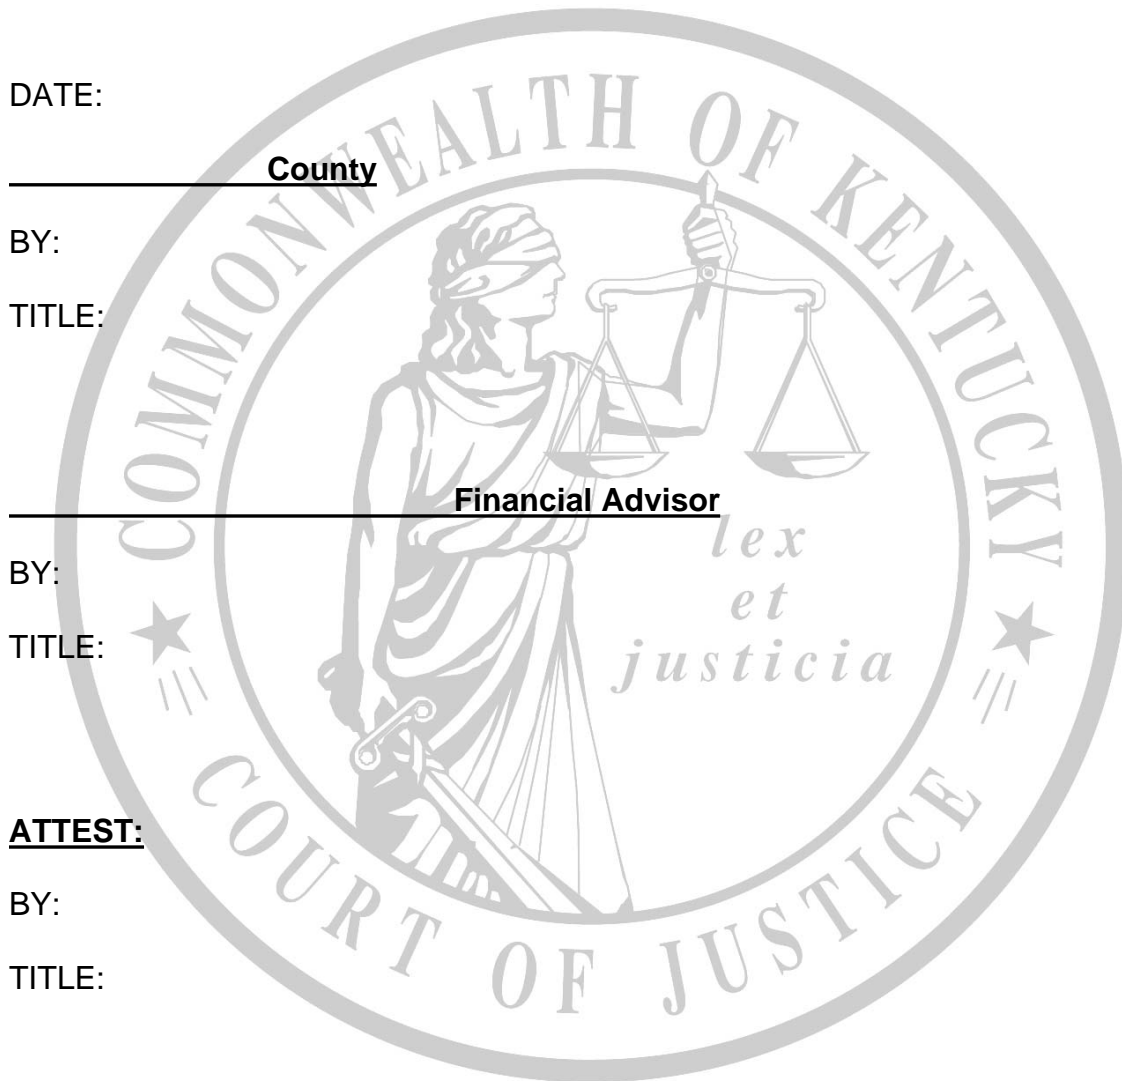 DATE:
County
BY:
TITLE:
Financial Advisor
BY:
TITLE:
ATTEST:
BY:
TITLE:
COMMONWEALTH OF KENTUCKY
lex
et
justicia
COURT OF JUSTICE